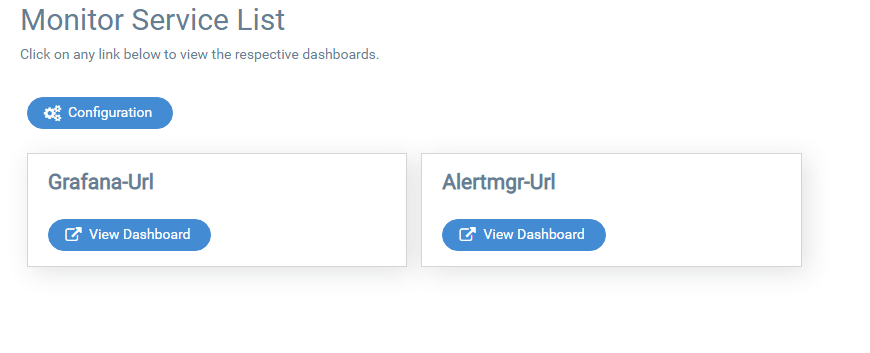 Monitor Service List
Click on any link below to view the respective dashboards.
Configuration
Grafana-Url
View Dashboard
Alertmgr-Url
View Dashboard